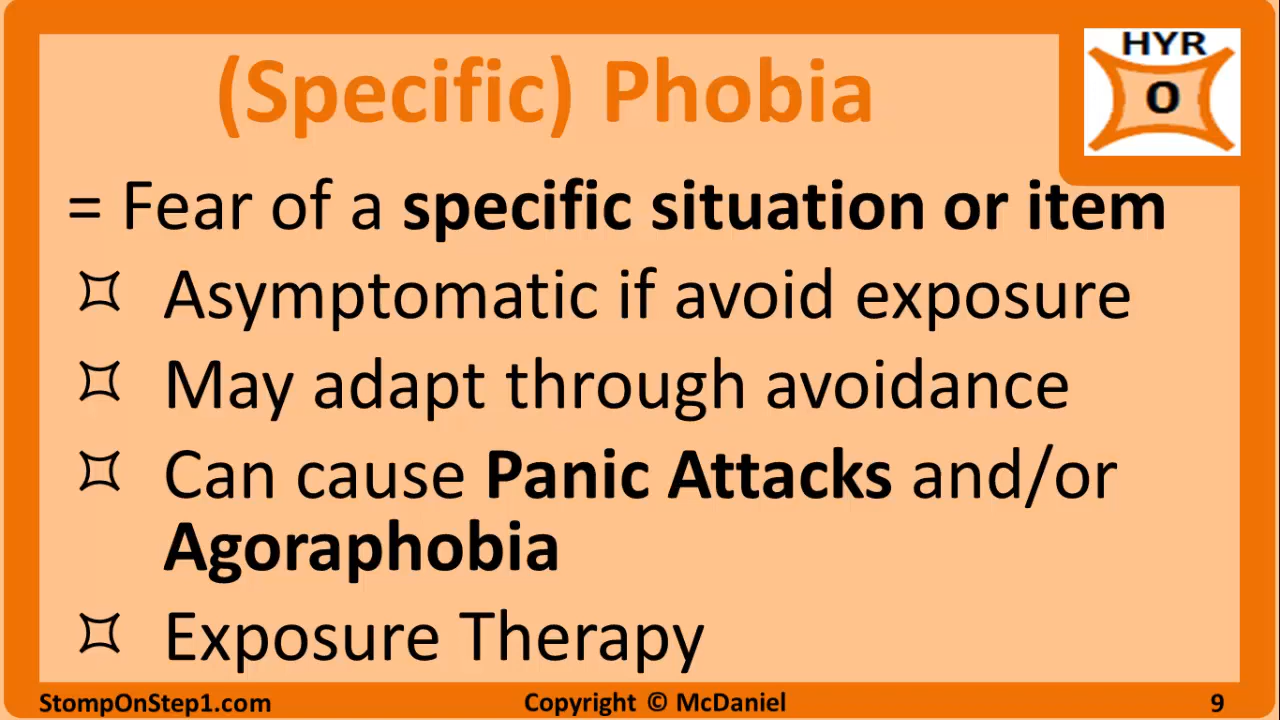 (Specific) Phobia
HYR
O
= Fear of a specific situation or item
Asymptomatic if avoid exposure
May adapt through avoidance
Can cause Panic Attacks and/or
Agoraphobia
Exposure Therapy
StompOnStep1.com
Copyright © McDaniel
9